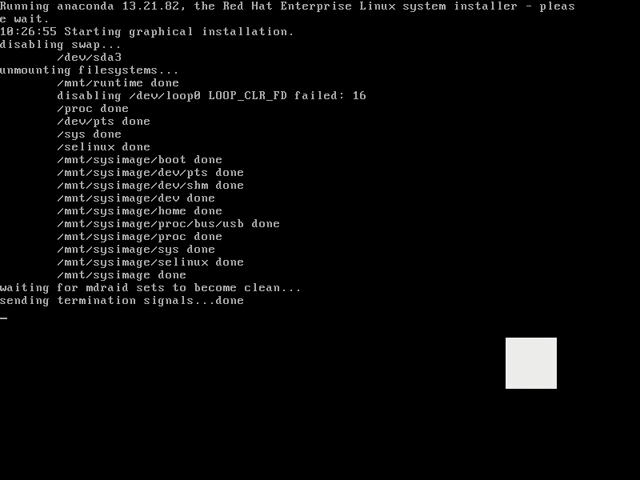 Running anaconda 13.21.82, the Red Hat Enterprise Linux system installer - pleas
e wait.
10:26:55 Starting graphical installation.
disabling swap...
/dev/sda3
unmounting filesystems...
/mnt/runtime done
disabling /dev/loop0 LOOP_CLR_FD failed: 16
/proc done
/dev/pts done
/sys done
/selinux done
/mnt/sysimage/boot done
/mnt/sysimage/dev/pts done
/mnt/sysimage/dev/shm done
/mnt/sysimage/dev done
/mnt/sysimage/home done
/mnt/sysimage/proc/bus/usb done
/mnt/sysimage/proc done
/mnt/sysimage/sys done
/mnt/sysimage/selinux done
/mnt/sysimage done
waiting for mdraid sets to become clean...
sending termination signals...done
_